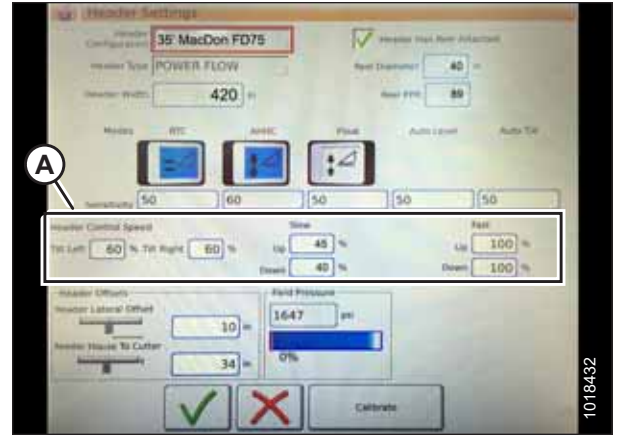 Header Settings
Header Configuration 35' MacDon FD75 Header Has Reel Attached
Header Type POWER FLOW Reel Diameter 40 in
Header Width 420 in Reel PPR 89
Modes RTC AHHC Float Auto Level Auto Tilt
A
Sensitivity 50 60 50 50 50
Header Control Speed Slow Fast
Tilt Left 60 % Tilt Right 60 % Up 45 % Up 100 %
Down 40 % Down 100 %
Header Offsets Field Pressure
Header Lateral Offset 1647 psi
10 in
Feeder House To Cutter 0%
34 in
Calibrate
1018432